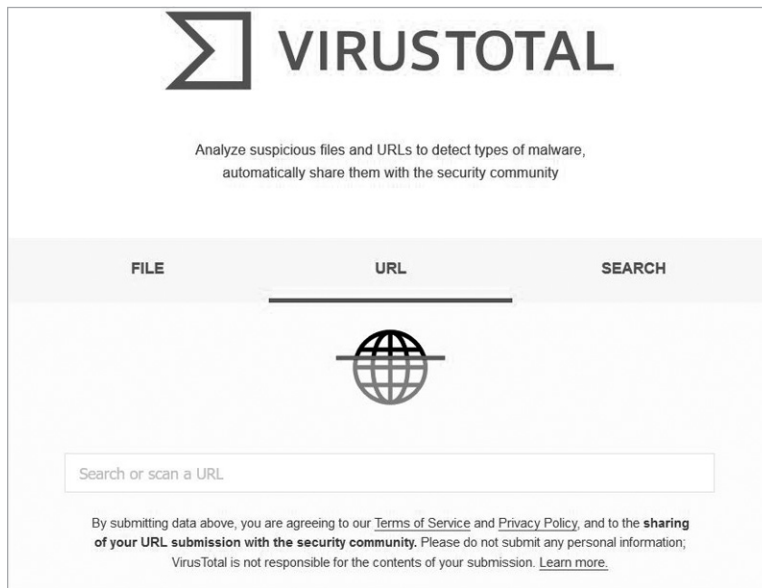 VIRUSTOTAL
Analyze suspicious files and URLs to detect types of malware,
automatically share them with the security community
FILE URL SEARCH
Search or scan a URL
By submitting data above, you are agreeing to our Terms of Service and Privacy Policy, and to the sharing
of your URL submission with the security community. Please do not submit any personal information;
VirusTotal is not responsible for the contents of your submission. Learn more.